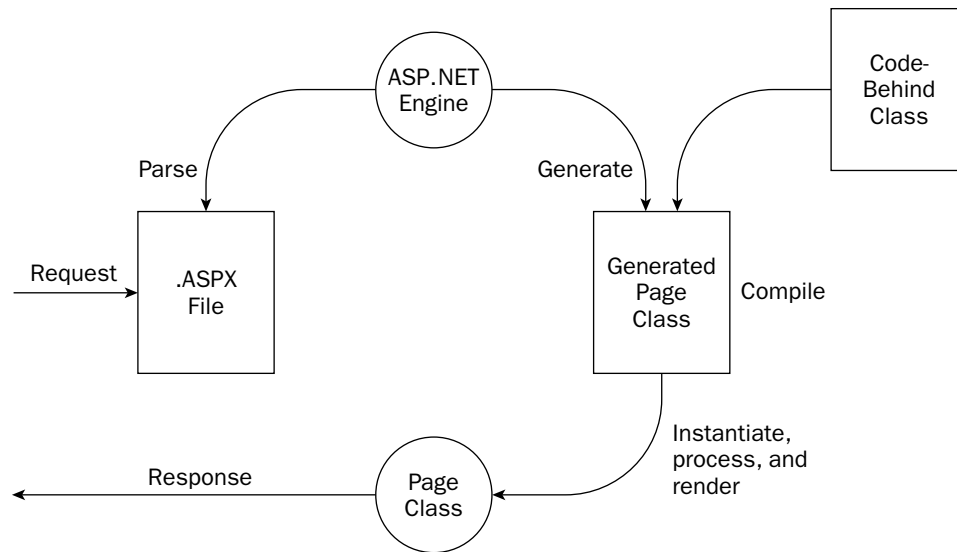 ASP.NET
Engine
Code-
Behind
Class
Parse
Generate
Request
.ASPX
File
Generated
Page
Class
Compile
Instantiate,
process, and
render
Response
Page
Class